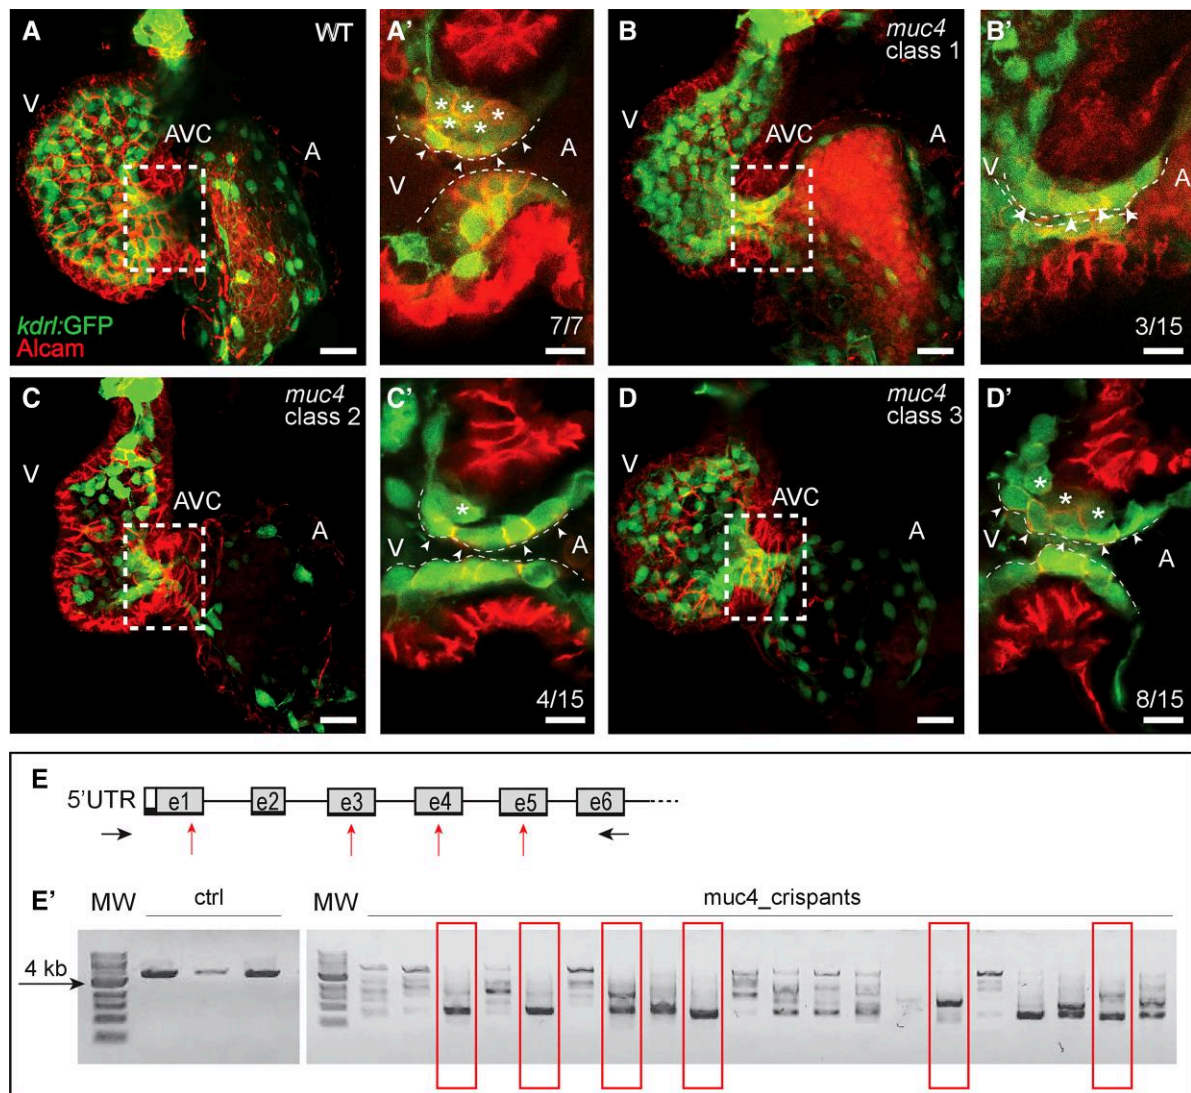 A WT A' B muc4 B'
class 1
V AVC A V A V AVC A V A
kdrl:GFP
Alcam 7/7 3/15
C muc4 C' D muc4 D'
class 2 class 3
V AVC A V A V AVC A V A
4/15 8/15
E
5'UTR e1 e2 e3 e4 e5 e6
E' MW ctrl MW muc4_crispants
4 kb